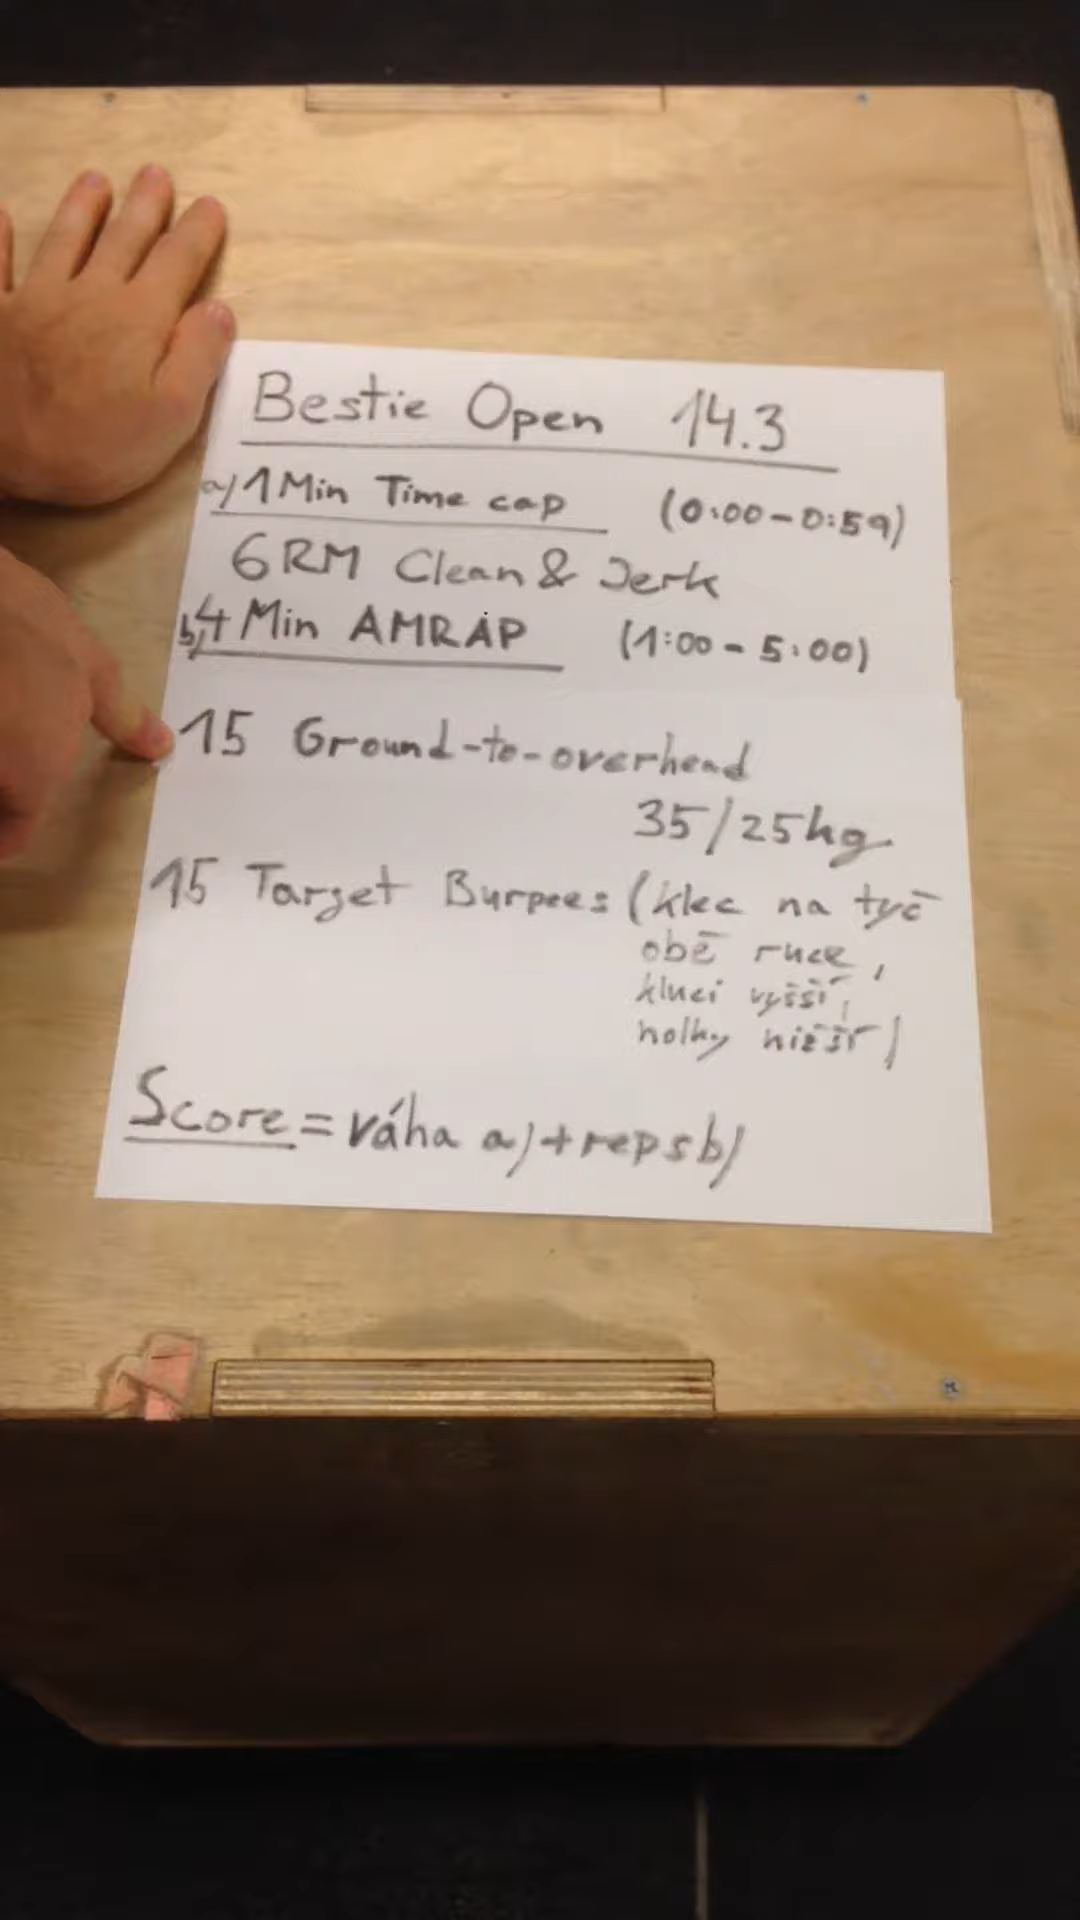 Bestie Open 14.3
a) 1 Min Time cap (0:00-0:59)
6RM Clean & Jerk
b) 4 Min AMRAP (1:00-5:00)
15 Ground-to-overhead
35/25kg
15 Target Burpees (klec na tyč
obě ruce,
kluci vyšší,
holky nižší)
Score = váha a) + reps b)